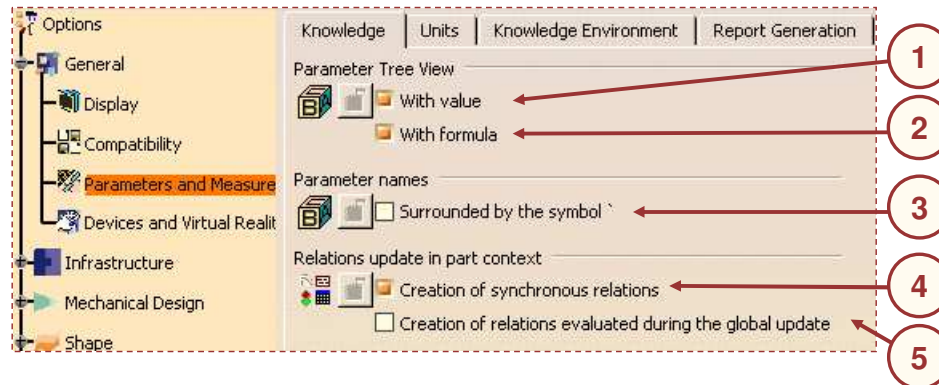 Options
General
Display
Compatibility
Parameters and Measure
Devices and Virtual Realit
Infrastructure
Mechanical Design
Shape
Knowledge Units Knowledge Environment Report Generation
Parameter Tree View
With value
With formula
Parameter names
Surrounded by the symbol `
Relations update in part context
Creation of synchronous relations
Creation of relations evaluated during the global update
1
2
3
4
5